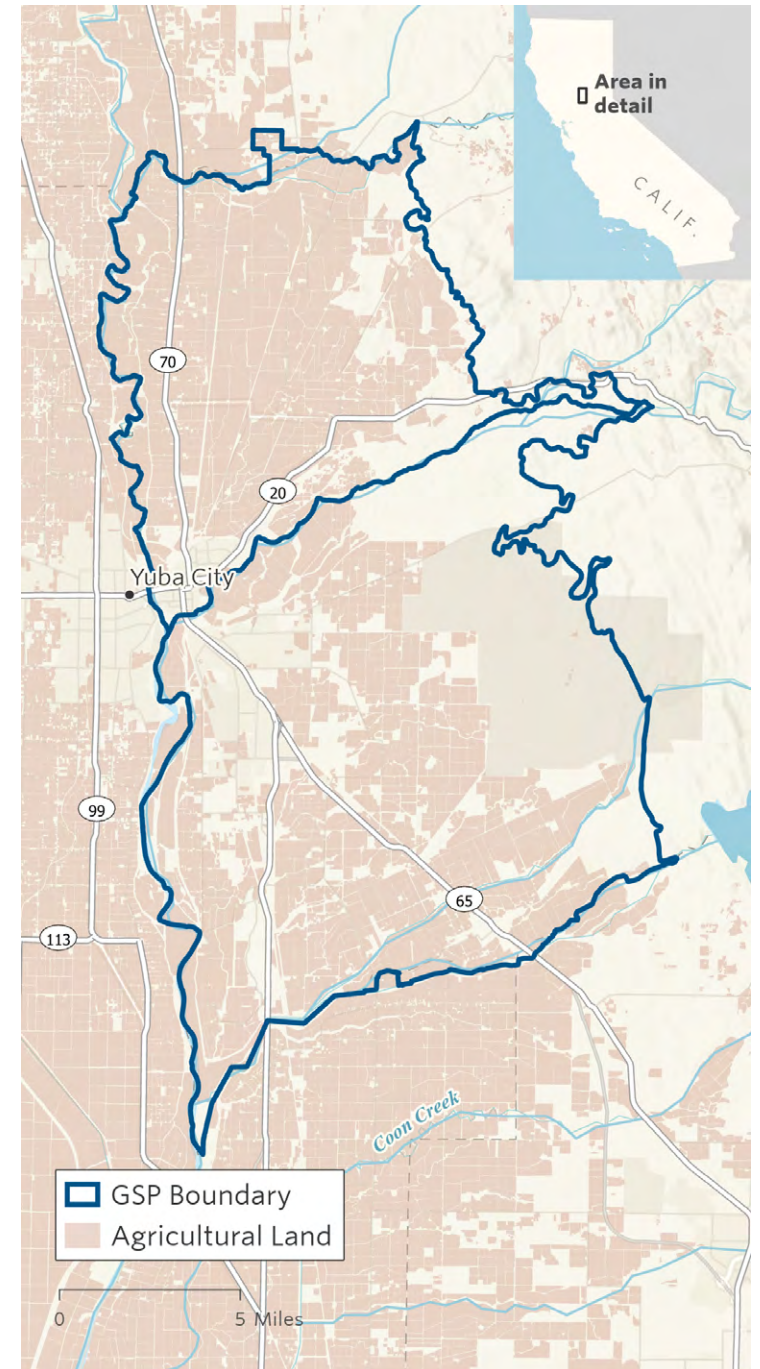 Area in
detail
CALIF.
70
20
Yuba City
99
65
113
Coon Creek
GSP Boundary
Agricultural Land
0 5 Miles